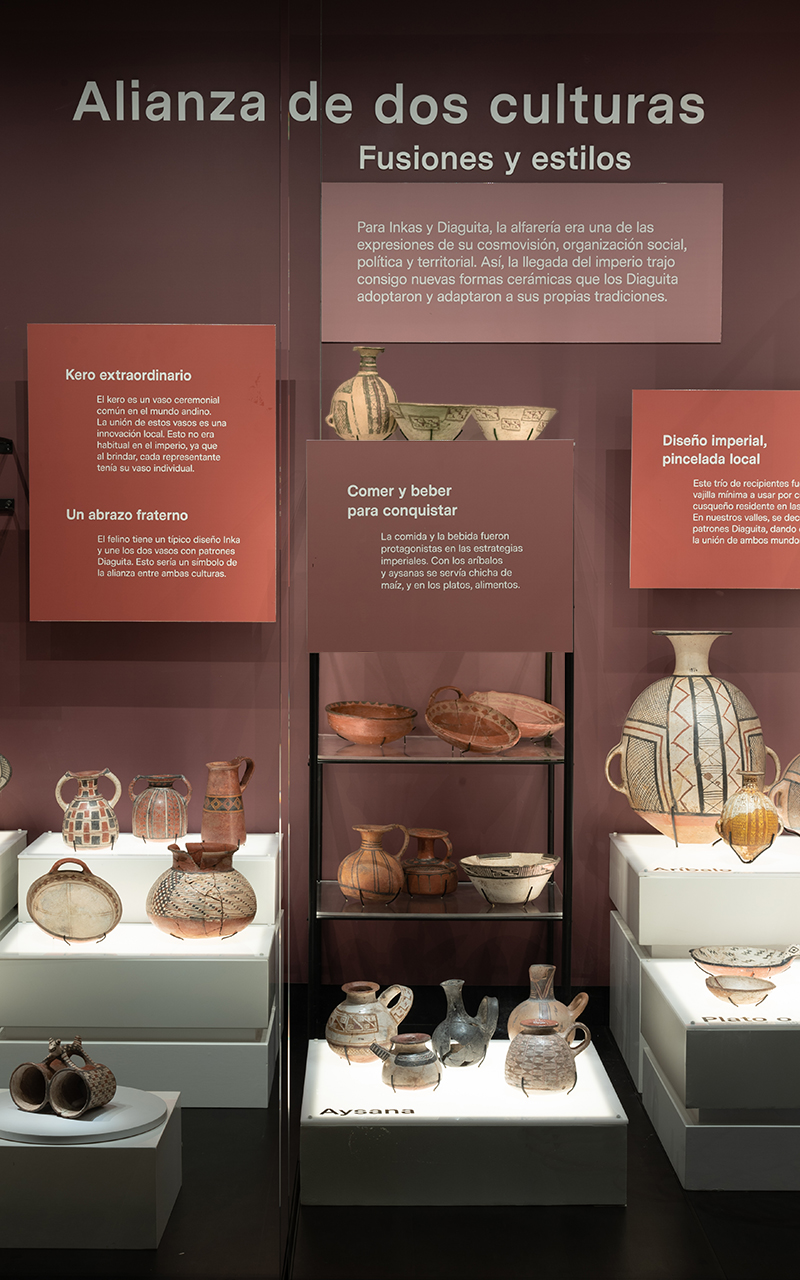 Alianza de dos culturas
Fusiones y estilos
Para Inkas y Diaguita, la alfarería era una de las
expresiones de su cosmovisión, organización social,
política y territorial. Así, la llegada del imperio trajo
consigo nuevas formas cerámicas que los Diaguita
adoptaron y adaptaron a sus propias tradiciones.
Kero extraordinario
El kero es un vaso ceremonial
común en el mundo andino.
La unión de estos vasos es una
innovación local. Esto no era
habitual en el imperio, ya que
al brindar, cada representante
tenía su vaso individual.
Un abrazo fraterno
El felino tiene un típico diseño Inka
y une los dos vasos con patrones
Diaguita. Esto sería un símbolo de
la alianza entre ambas culturas.
Comer y beber
para conquistar
La comida y la bebida fueron
protagonistas en las estrategias
imperiales. Con los aríbalos
y aysanas se servía chicha de
maíz, y en los platos, alimentos.
Diseño imperial,
pincelada local
Este trío de recipientes
vajilla mínima a usar por
cusqueño residente en las
En nuestros valles, se
patrones Diaguita, dando
la unión de ambos
Aríbalo
Plato o
Aysana